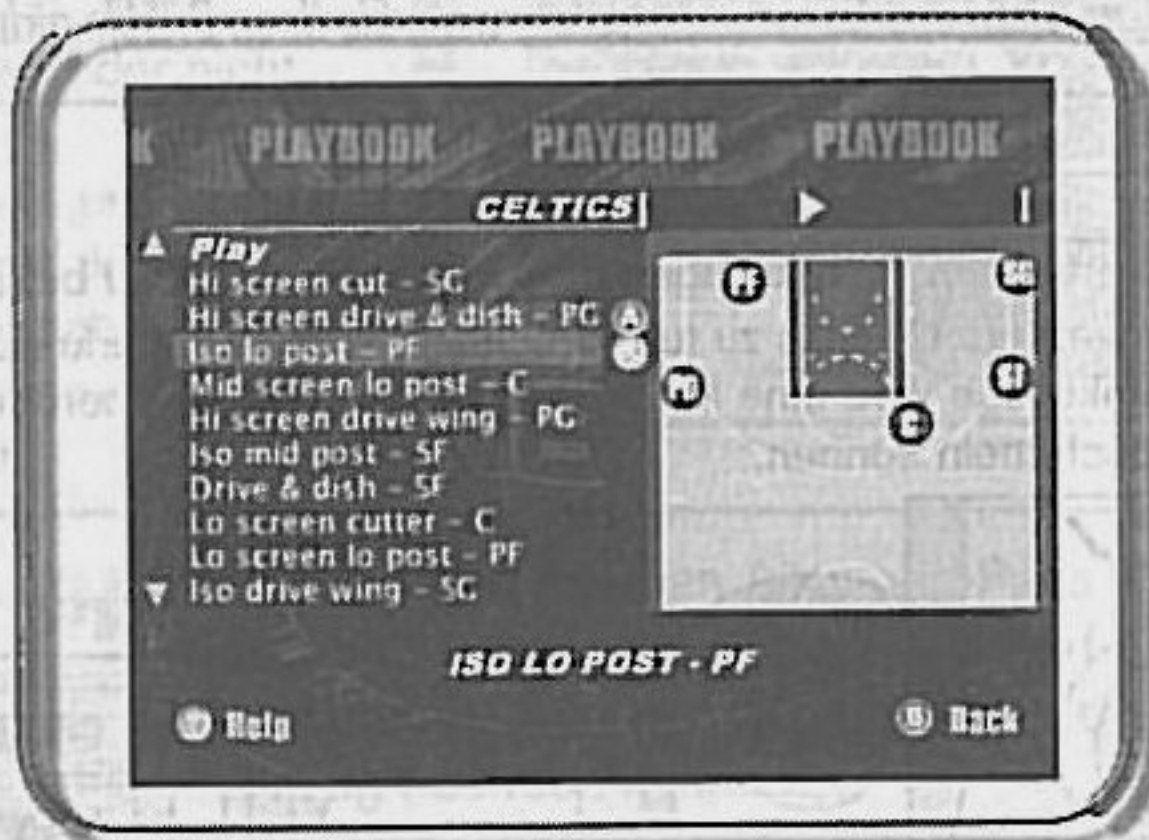 PLAYBOOK PLAYBOOK PLAYBOOK
CELTICS
Play
Hi screen cut - SG
Hi screen drive & dish - PG A
Iso lo post - PF
Mid screen lo post - C
Hi screen drive wing - PG
Iso mid post - SF
Drive & dish - SF
Lo screen cutter - C
Lo screen lo post - PF
Iso drive wing - SG
PF
SG
PG
SF
C
ISO LO POST - PF
Help
B Back